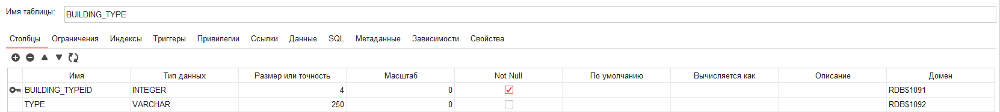 Имя таблицы: BUILDING_TYPE
Столбцы Ограничения Индексы Триггеры Привилегии Ссылки Данные SQL Метаданные Зависимости Свойства
Имя Тип данных Размер или точность Масштаб Not Null По умолчанию Вычисляется как Описание Домен
BUILDING_TYPEID INTEGER 4 0 RDB$1091
TYPE VARCHAR 250 0 RDB$1092